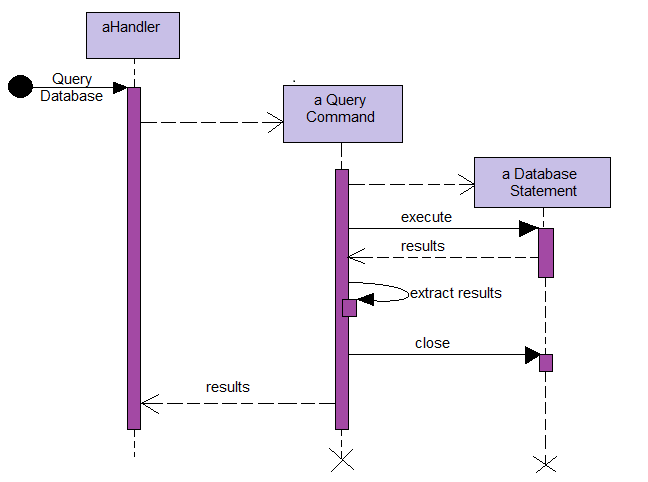 aHandler
Query
Database
a Query
Command
a Database
Statement
execute
results
extract results
close
results